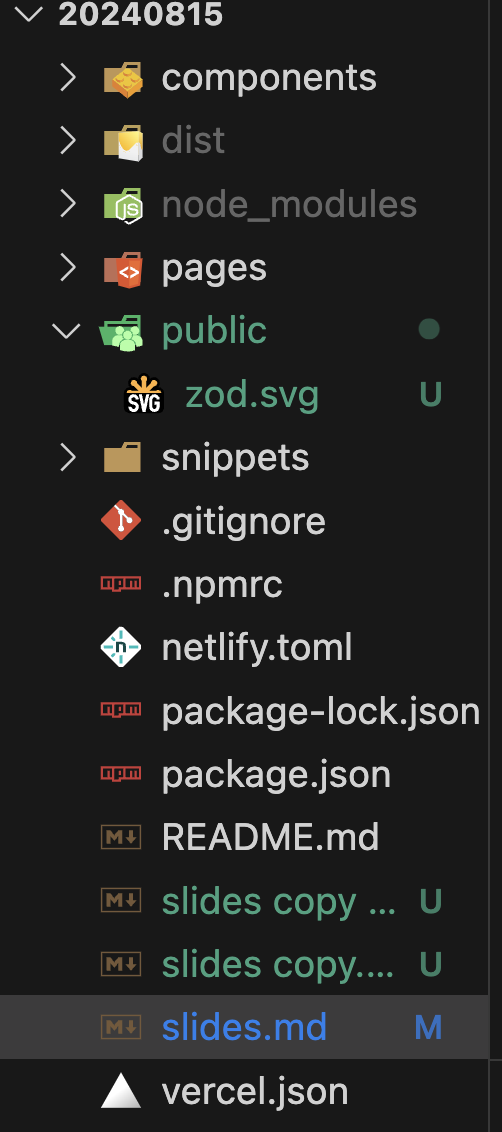 20240815
components
dist
node_modules
pages
public
zod.svg U
snippets
.gitignore
.npmrc
netlify.toml
package-lock.json
package.json
README.md
slides copy ... U
slides copy.... U
slides.md M
vercel.json